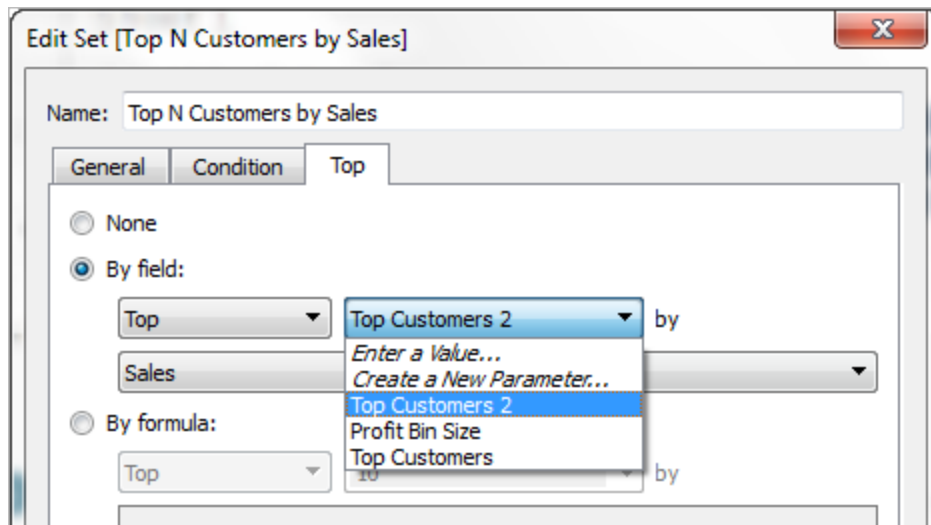 Edit Set [Top N Customers by Sales]
Name: Top N Customers by Sales
General Condition Top
None
By field:
Top Top Customers 2 by
Enter a Value...
Sales
Create a New Parameter...
Top Customers 2
By formula:
Profit Bin Size
Top Customers
Top 10 by